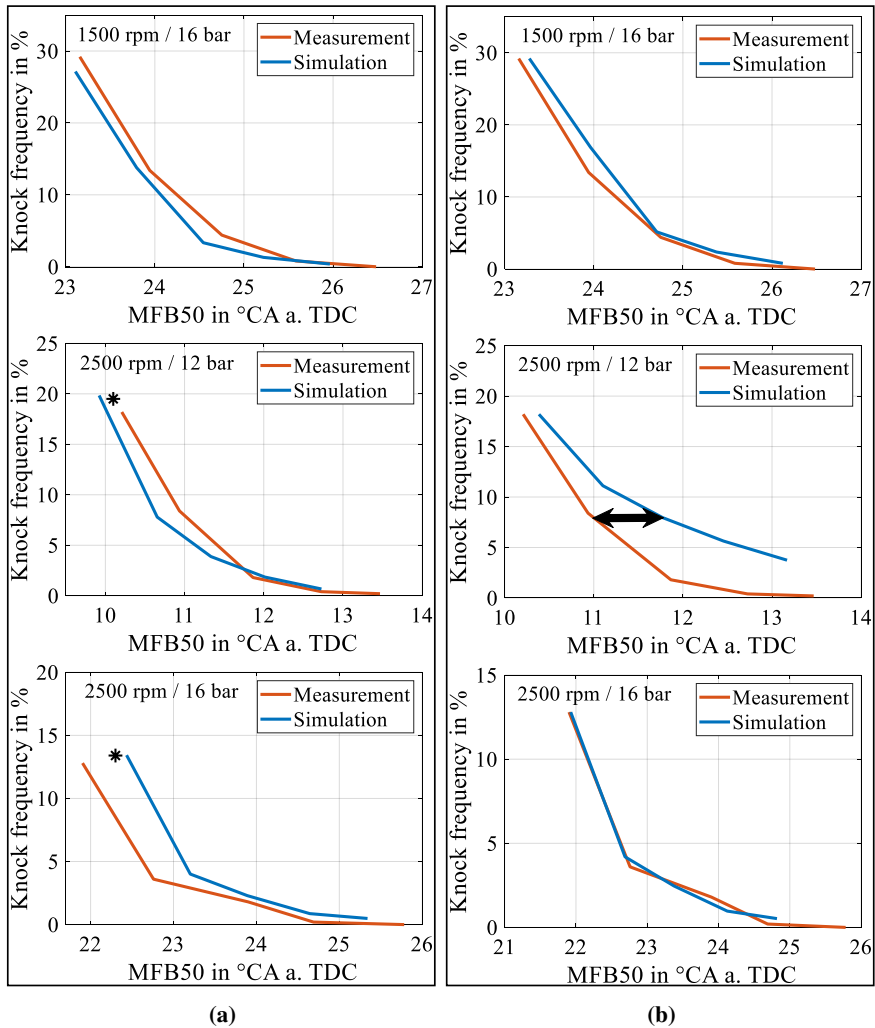 1500 rpm / 16 bar
Measurement
Simulation
Knock frequency in %
30
20
10
0
23
24
25
26
27
MFB50 in °CA a. TDC
2500 rpm / 12 bar
Measurement
Simulation
Knock frequency in %
25
20
15
10
5
0
10
11
12
13
14
MFB50 in °CA a. TDC
2500 rpm / 16 bar
Measurement
Simulation
Knock frequency in %
20
15
10
5
0
22
23
24
25
26
MFB50 in °CA a. TDC
(a)
1500 rpm / 16 bar
Measurement
Simulation
Knock frequency in %
30
20
10
0
23
24
25
26
27
MFB50 in °CA a. TDC
2500 rpm / 12 bar
Measurement
Simulation
Knock frequency in %
25
20
15
10
5
0
10
11
12
13
14
MFB50 in °CA a. TDC
2500 rpm / 16 bar
Measurement
Simulation
Knock frequency in %
15
10
5
0
21
22
23
24
25
26
MFB50 in °CA a. TDC
(b)